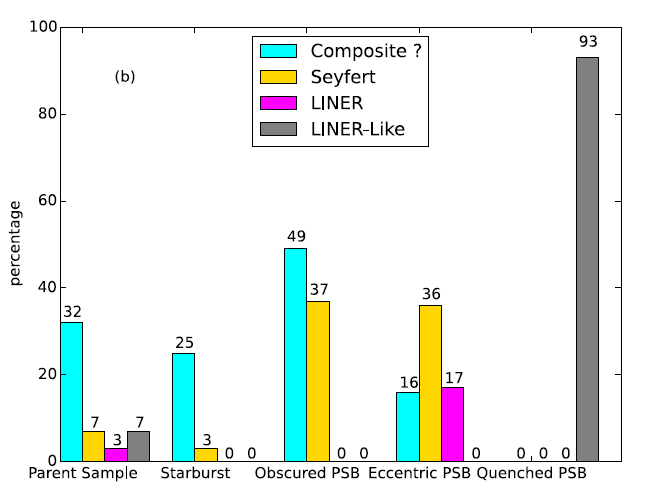 100
(b)
Composite ?
Seyfert
LINER
LINER-Like
93
80
percentage
60
49
40
37
36
32
25
20
16
17
7
3
7
3
0
0
0
0
0
0
0
0
0
Parent Sample
Starburst
Obscured PSB
Eccentric PSB
Quenched PSB